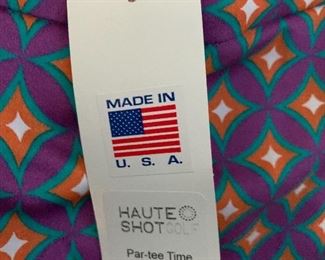 MADE IN
U. S. A.
HAUTE
SHOT GOLF
Par-tee Time